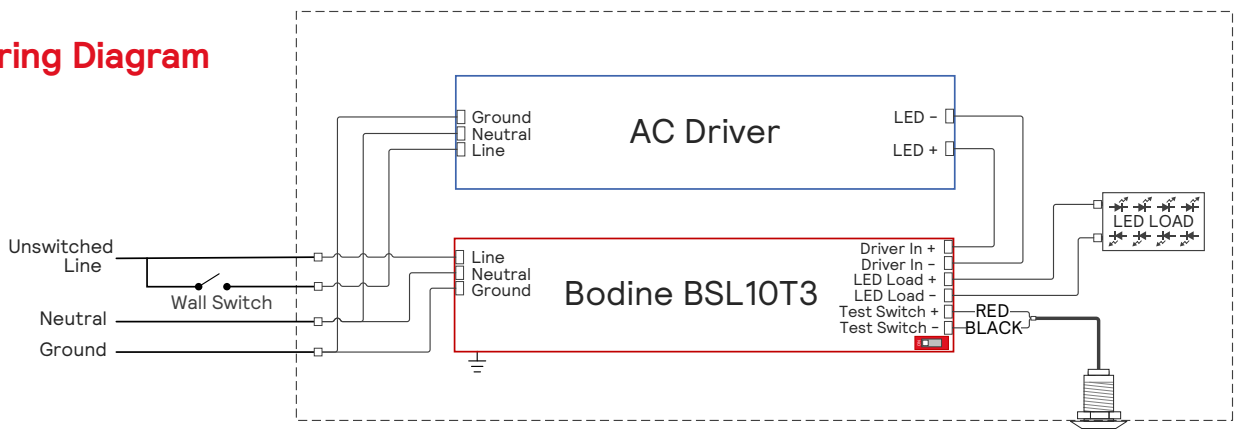 ring Diagram
Ground
Neutral
Line
AC Driver
LED -
LED +
Unswitched
Line
Wall Switch
Neutral
Ground
Line
Neutral
Ground
Bodine BSL10T3
Driver In +
Driver In -
LED Load +
LED Load -
Test Switch +
Test Switch -
RED
BLACK
LED LOAD